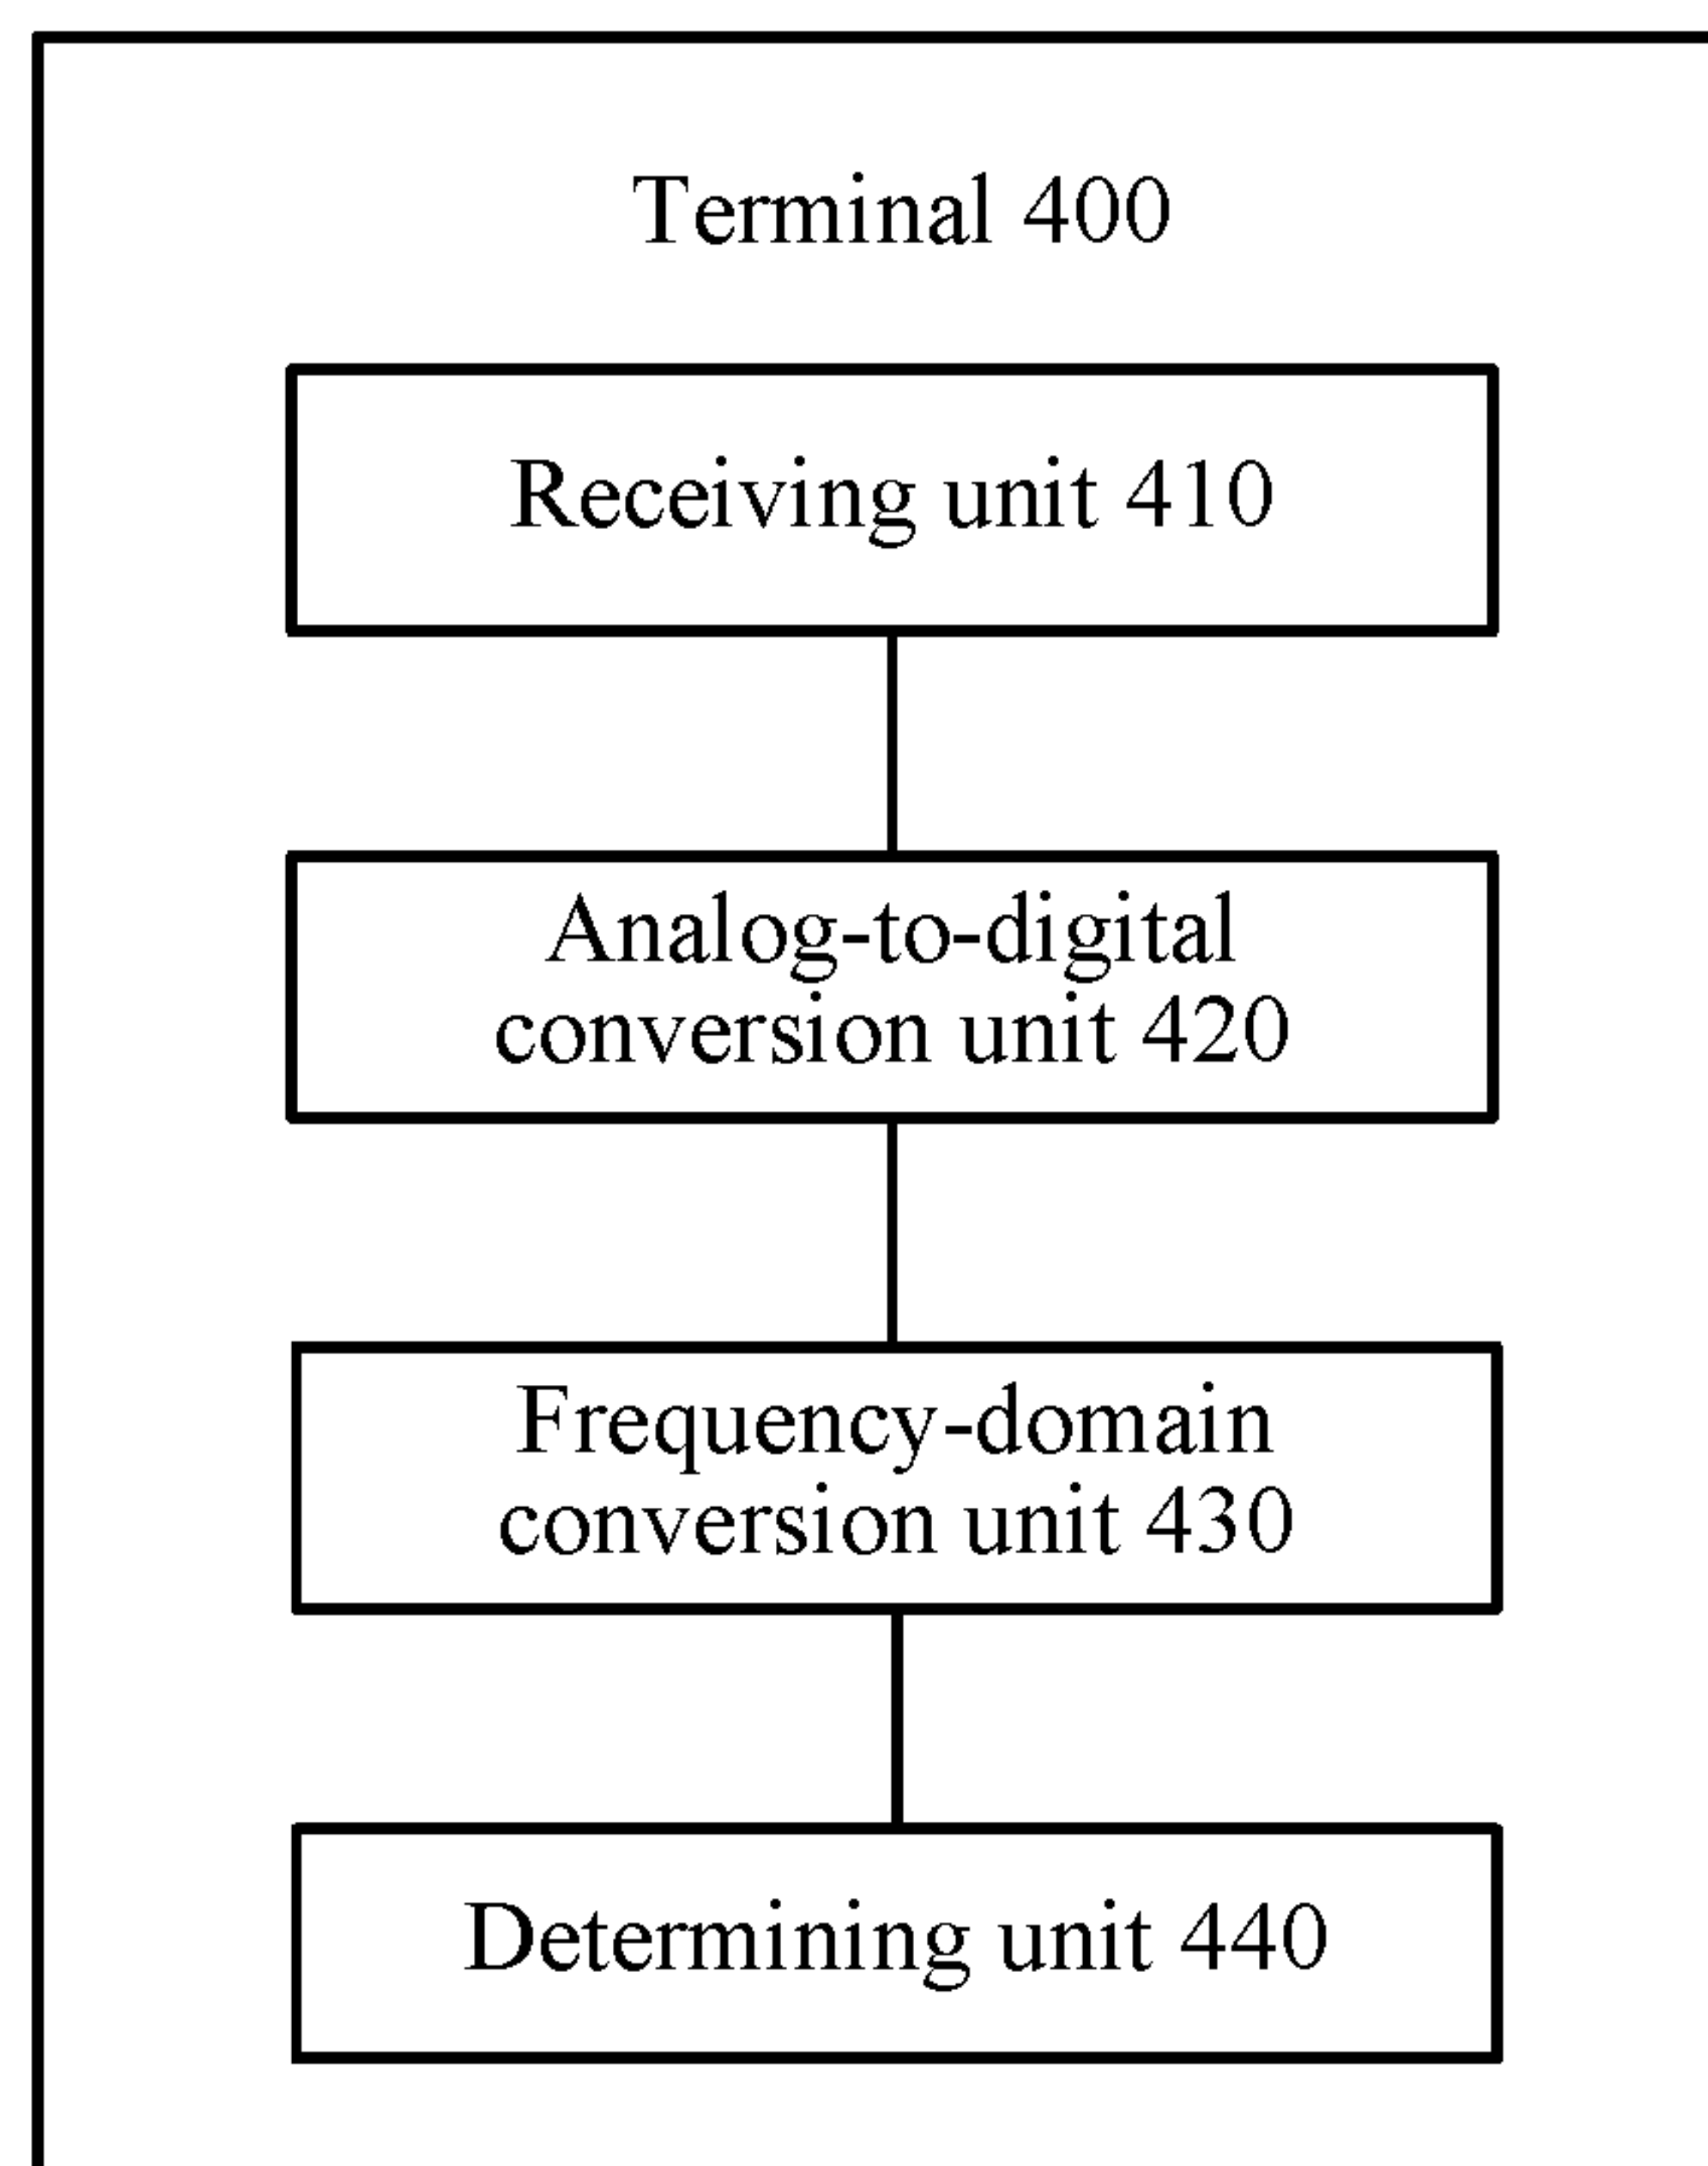 Terminal 400
Receiving unit 410
Analog-to-digital
conversion unit 420
Frequency-domain
conversion unit 430
Determining unit 440